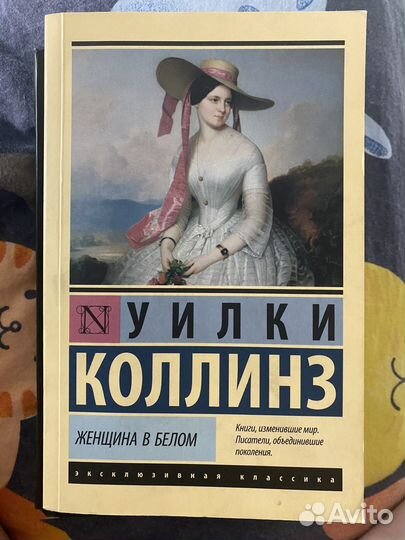 УИЛКИ
КОЛЛИНЗ
ЖЕНЩИНА В БЕЛОМ
Книги, изменившие мир.
Писатели, объединившие
поколения.
эксклюзивная классика
Avito